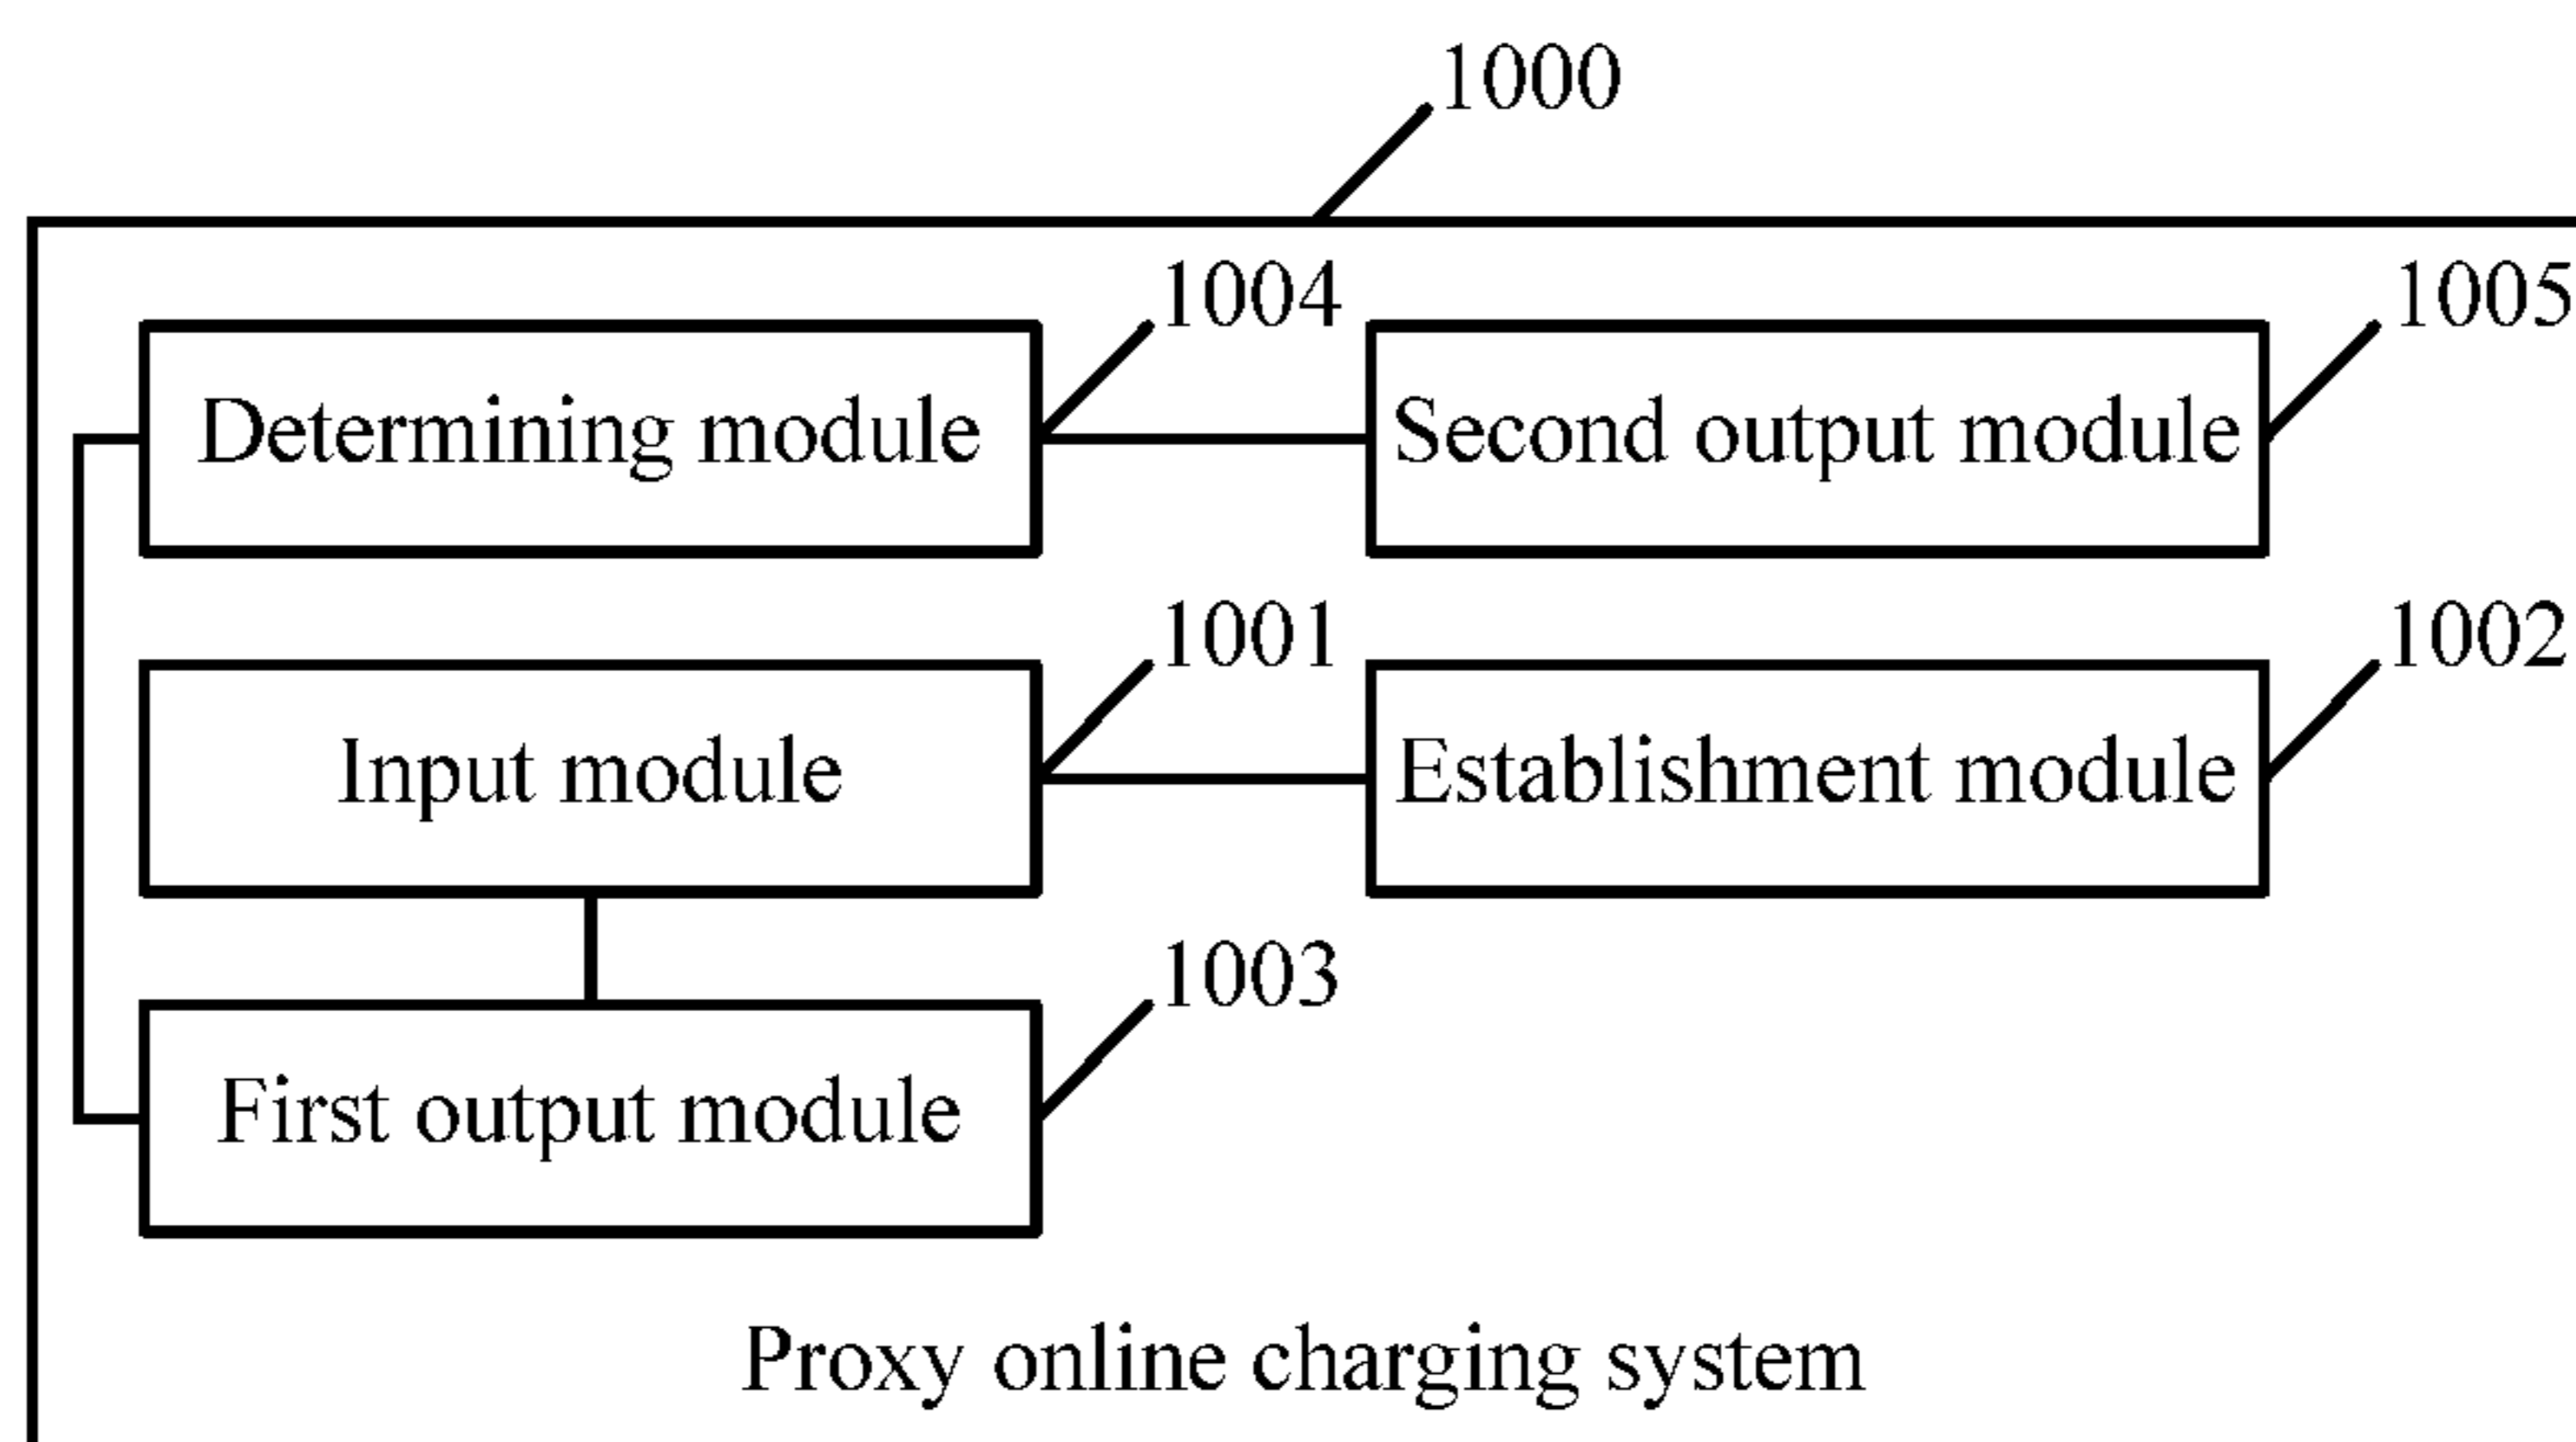 1000
1004
1005
Determining module
Second output module
1001
1002
Input module
Establishment module
1003
First output module
Proxy online charging system